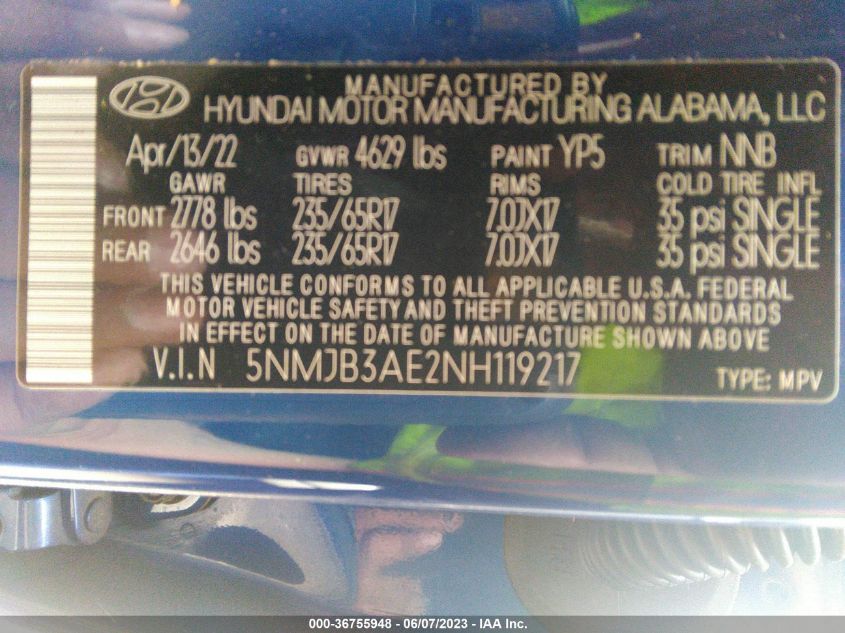 MANUFACTURED BY
HYUNDAI MOTOR MANUFACTURING ALABAMA, LLC
Apr/13/22 GVWR 4629 lbs PAINT YP5 TRIM NNB
GAWR TIRES RIMS COLD TIRE INFL
FRONT 2778 lbs 235/65R17 7.0JX17 35 psi SINGLE
REAR 2646 lbs 235/65R17 7.0JX17 35 psi SINGLE
THIS VEHICLE CONFORMS TO ALL APPLICABLE U.S.A. FEDERAL
MOTOR VEHICLE SAFETY AND THEFT PREVENTION STANDARDS
IN EFFECT ON THE DATE OF MANUFACTURE SHOWN ABOVE
V.I.N 5NMJB3AE2NH119217 TYPE: MPV
000-36755948 - 06/07/2023 - IAA Inc.